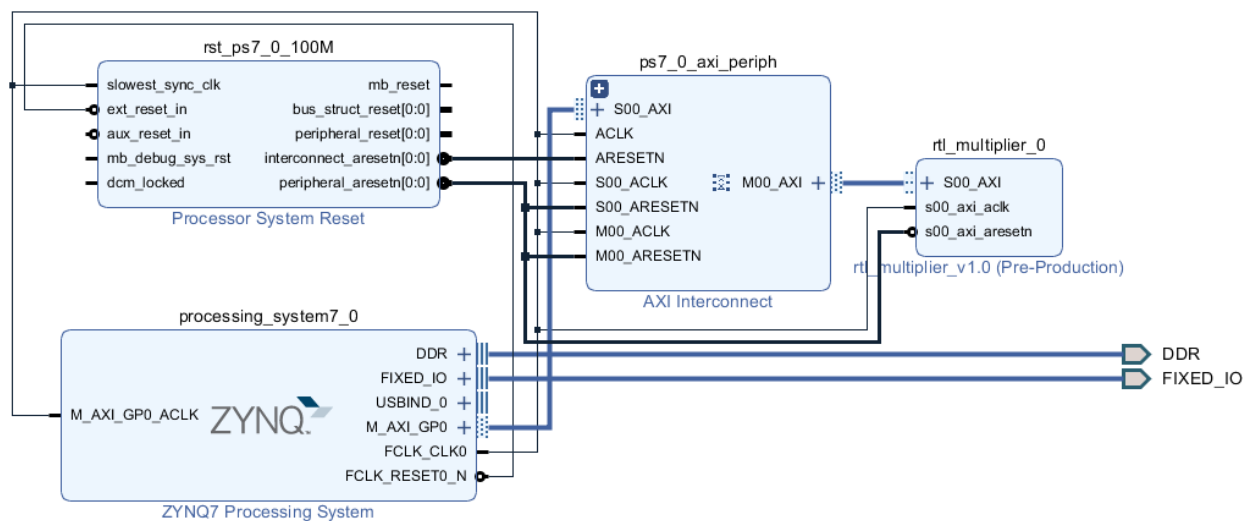 rst_ps7_0_100M
slowest_sync_clk
mb_reset
ext_reset_in
bus_struct_reset[0:0]
aux_reset_in
peripheral_reset[0:0]
mb_debug_sys_rst
interconnect_aresetn[0:0]
dcm_locked
peripheral_aresetn[0:0]
Processor System Reset
ps7_0_axi_periph
S00_AXI
ACLK
ARESETN
S00_ACLK
M00_AXI
S00_ARESETN
M00_ACLK
M00_ARESETN
AXI Interconnect
rtl_multiplier_0
S00_AXI
s00_axi_aclk
s00_axi_aresetn
rtl_multiplier_v1.0 (Pre-Production)
processing_system7_0
DDR
FIXED_IO
USBIND_0
M_AXI_GP0_ACLK
ZYNQ
M_AXI_GP0
FCLK_CLK0
FCLK_RESET0_N
ZYNQ7 Processing System
DDR
FIXED_IO